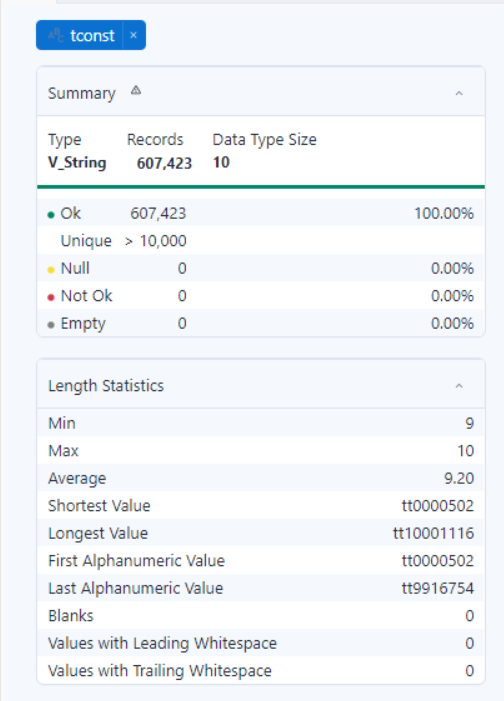 tconst ×
Summary
Type Records Data Type Size
V_String 607,423 10
Ok 607,423 100.00%
Unique > 10,000
Null 0 0.00%
Not Ok 0 0.00%
Empty 0 0.00%
Length Statistics
Min 9
Max 10
Average 9.20
Shortest Value tt0000502
Longest Value tt10001116
First Alphanumeric Value tt0000502
Last Alphanumeric Value tt9916754
Blanks 0
Values with Leading Whitespace 0
Values with Trailing Whitespace 0